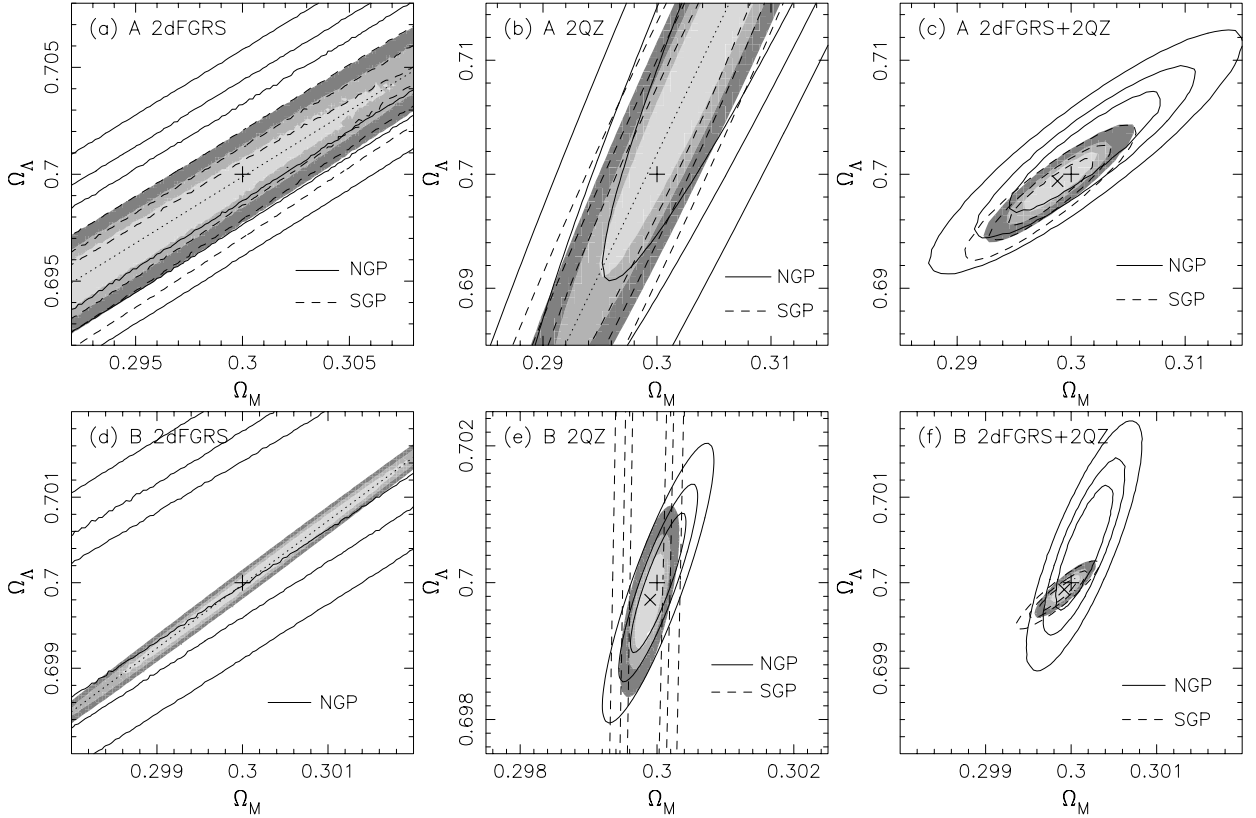 (a) A 2dFGRS
0.705
0.7
0.695
Ω_Λ
NGP
SGP
0.295
0.3
0.305
Ω_M
(b) A 2QZ
0.71
0.7
0.69
Ω_Λ
NGP
SGP
0.29
0.3
0.31
Ω_M
(c) A 2dFGRS+2QZ
0.71
0.7
0.69
Ω_Λ
NGP
SGP
0.29
0.3
0.31
Ω_M
(d) B 2dFGRS
0.701
0.7
0.699
Ω_Λ
NGP
0.299
0.3
0.301
Ω_M
(e) B 2QZ
0.702
0.7
0.698
Ω_Λ
NGP
SGP
0.298
0.3
0.302
Ω_M
(f) B 2dFGRS+2QZ
0.701
0.7
0.699
Ω_Λ
NGP
SGP
0.299
0.3
0.301
Ω_M